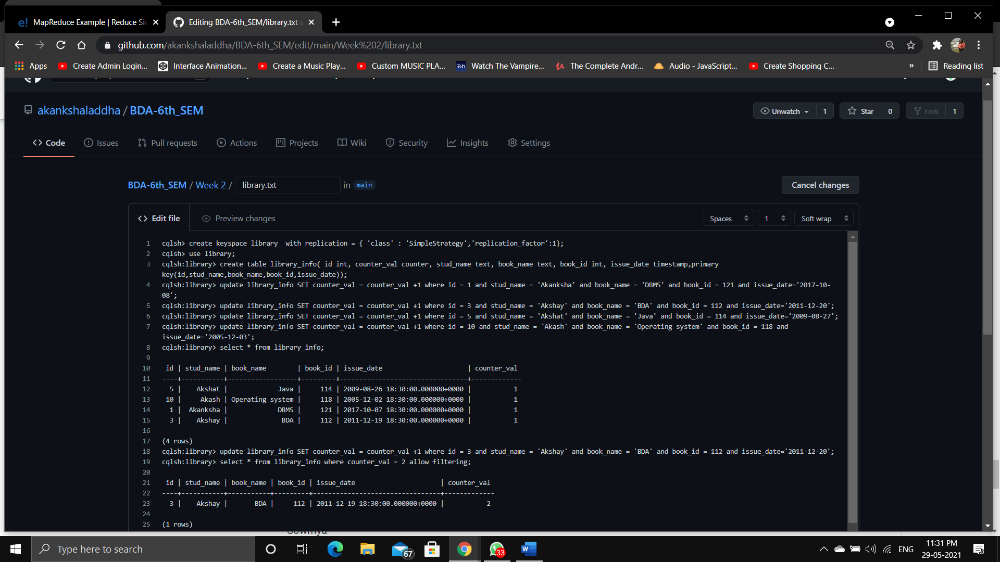 MapReduce Example | Reduce Si
Editing BDA-6th_SEM/library.txt a
github.com/akankshaladdha/BDA-6th_SEM/edit/main/Week%202/library.txt
Apps Create Admin Login... Interface Animation... Create a Music Play... Custom MUSIC PLA... Watch The Vampire... The Complete Andr... Audio - JavaScript... Create Shopping C... » Reading list
akankshaladdha / BDA-6th_SEM
Unwatch 1 Star 0 Fork 1
Code Issues Pull requests Actions Projects Wiki Security Insights Settings
BDA-6th_SEM / Week 2 / library.txt in main Cancel changes
<> Edit file Preview changes Spaces 1 Soft wrap
1 cqlsh> create keyspace library  with replication = { 'class' : 'SimpleStrategy','replication_factor':1};
2 cqlsh> use library;
3 cqlsh:library> create table library_info( id int, counter_val counter, stud_name text, book_name text, book_id int, issue_date timestamp,primary
key(id,stud_name,book_name,book_id,issue_date));
4 cqlsh:library> update library_info SET counter_val = counter_val +1 where id = 1 and stud_name = 'Akanksha' and book_name = 'DBMS' and book_id = 121 and issue_date='2017-10-
08';
5 cqlsh:library> update library_info SET counter_val = counter_val +1 where id = 3 and stud_name = 'Akshay' and book_name = 'BDA' and book_id = 112 and issue_date='2011-12-20';
6 cqlsh:library> update library_info SET counter_val = counter_val +1 where id = 5 and stud_name = 'Akshat' and book_name = 'Java' and book_id = 114 and issue_date='2009-08-27';
7 cqlsh:library> update library_info SET counter_val = counter_val +1 where id = 10 and stud_name = 'Akash' and book_name = 'Operating system' and book_id = 118 and
issue_date='2005-12-03';
8 cqlsh:library> select * from library_info;
9
10  id | stud_name | book_name        | book_id | issue_date                      | counter_val
11 ----+-----------+------------------+---------+---------------------------------+-------------
12   5 |    Akshat |             Java |     114 | 2009-08-26 18:30:00.000000+0000 |           1
13  10 |     Akash | Operating system |     118 | 2005-12-02 18:30:00.000000+0000 |           1
14   1 |  Akanksha |             DBMS |     121 | 2017-10-07 18:30:00.000000+0000 |           1
15   3 |    Akshay |              BDA |     112 | 2011-12-19 18:30:00.000000+0000 |           1
16
17 (4 rows)
18 cqlsh:library> update library_info SET counter_val = counter_val +1 where id = 3 and stud_name = 'Akshay' and book_name = 'BDA' and book_id = 112 and issue_date='2011-12-20';
19 cqlsh:library> select * from library_info where counter_val = 2 allow filtering;
20
21  id | stud_name | book_name | book_id | issue_date                      | counter_val
22 ----+-----------+-----------+---------+---------------------------------+-------------
23   3 |    Akshay |       BDA |     112 | 2011-12-19 18:30:00.000000+0000 |           2
24
25 (1 rows)
Type here to search
67
33
ENG
11:31 PM
29-05-2021